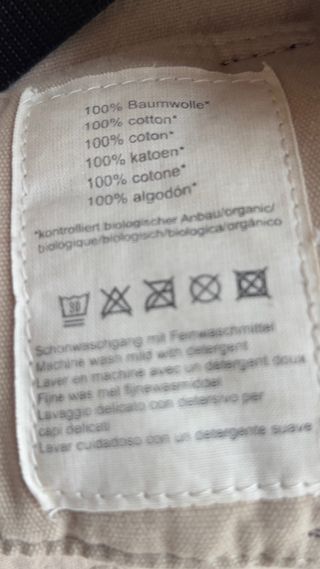 100% Baumwolle*
100% cotton*
100% coton*
100% katoen*
100% cotone*
100% algodón*
*kontrolliert biologischer Anbau/organic/
biologique/biologisch/biologica/orgánico
30
Schonwaschgang mit Feinwaschmittel
Machine wash mild with detergent
Laver en machine avec un détergent doux
Fijne was met fijnewasmiddel
Lavaggio delicato con detersivo per
capi delicati
Lavar cuidadoso con un detergente suave